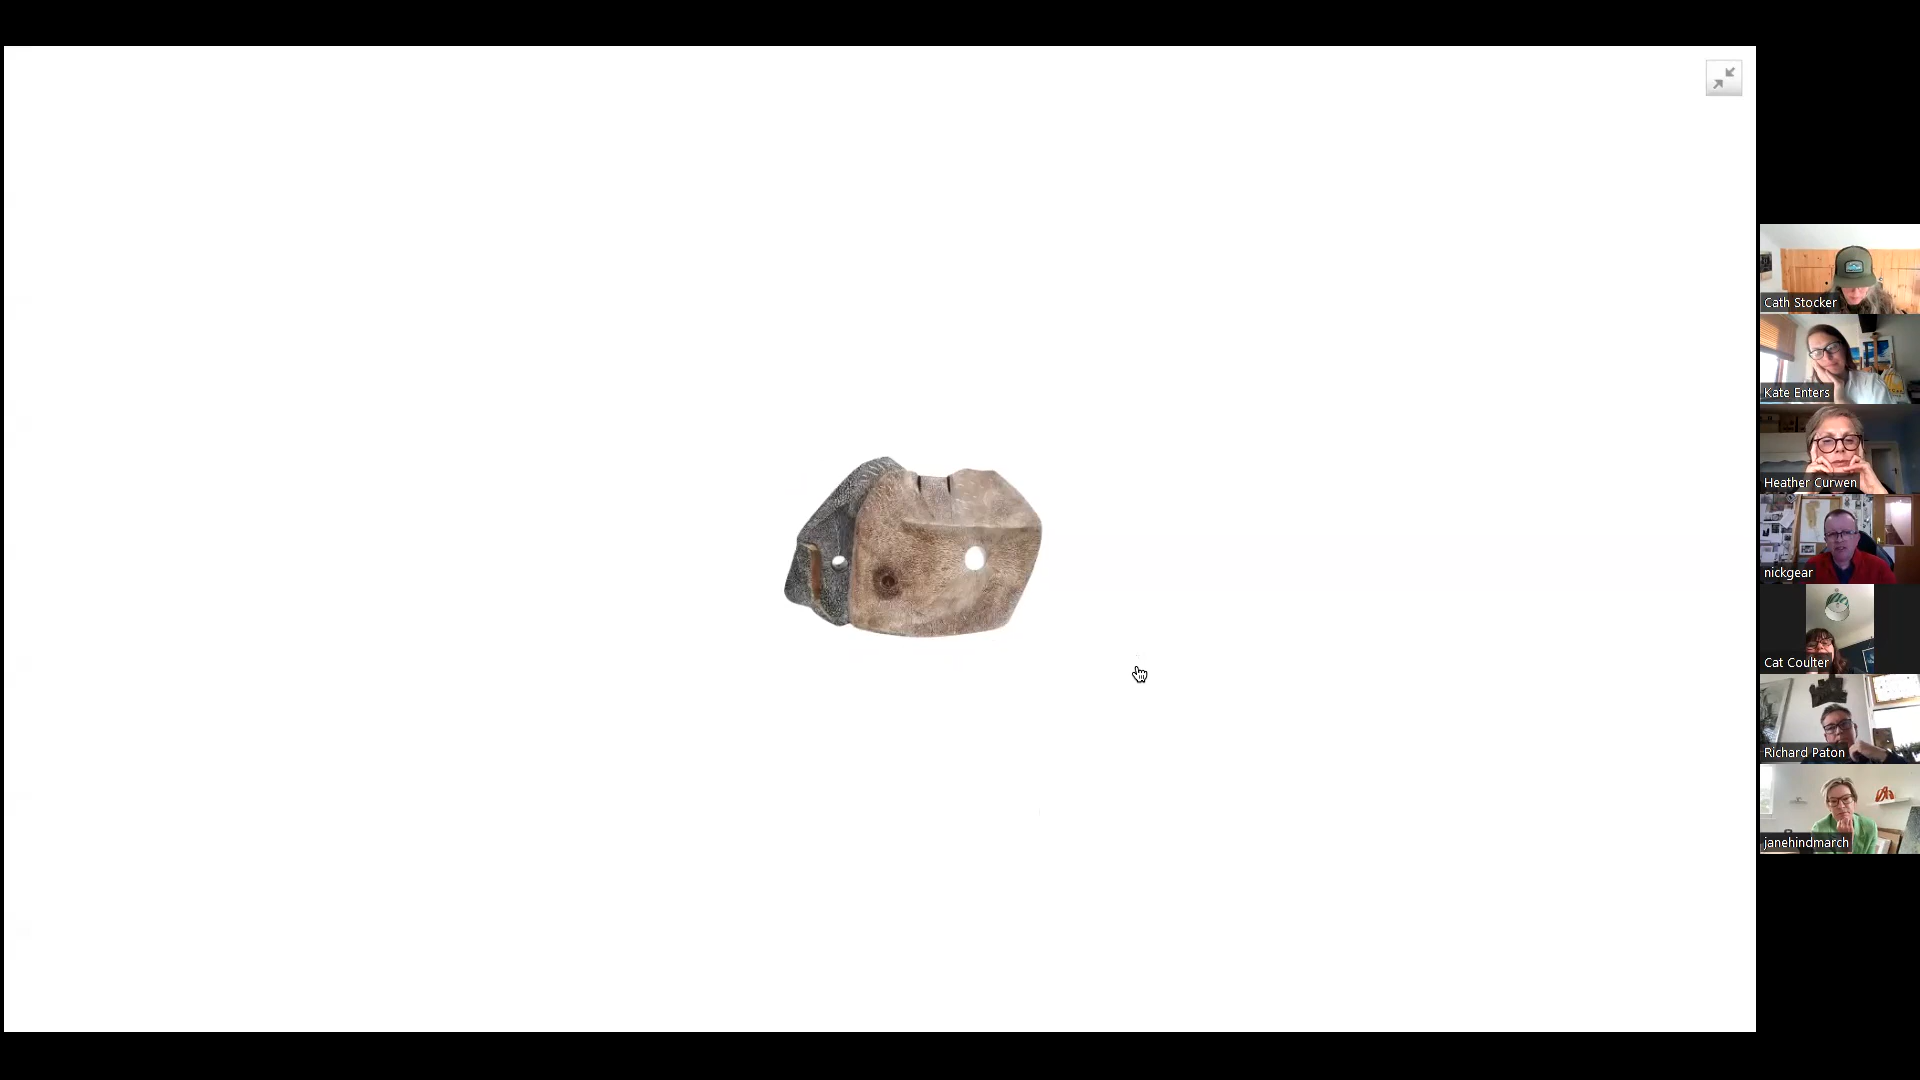 Cath Stocker
Kate Enters
Heather Curwen
nickgear
Cat Coulter
Richard Paton
janehindmarch